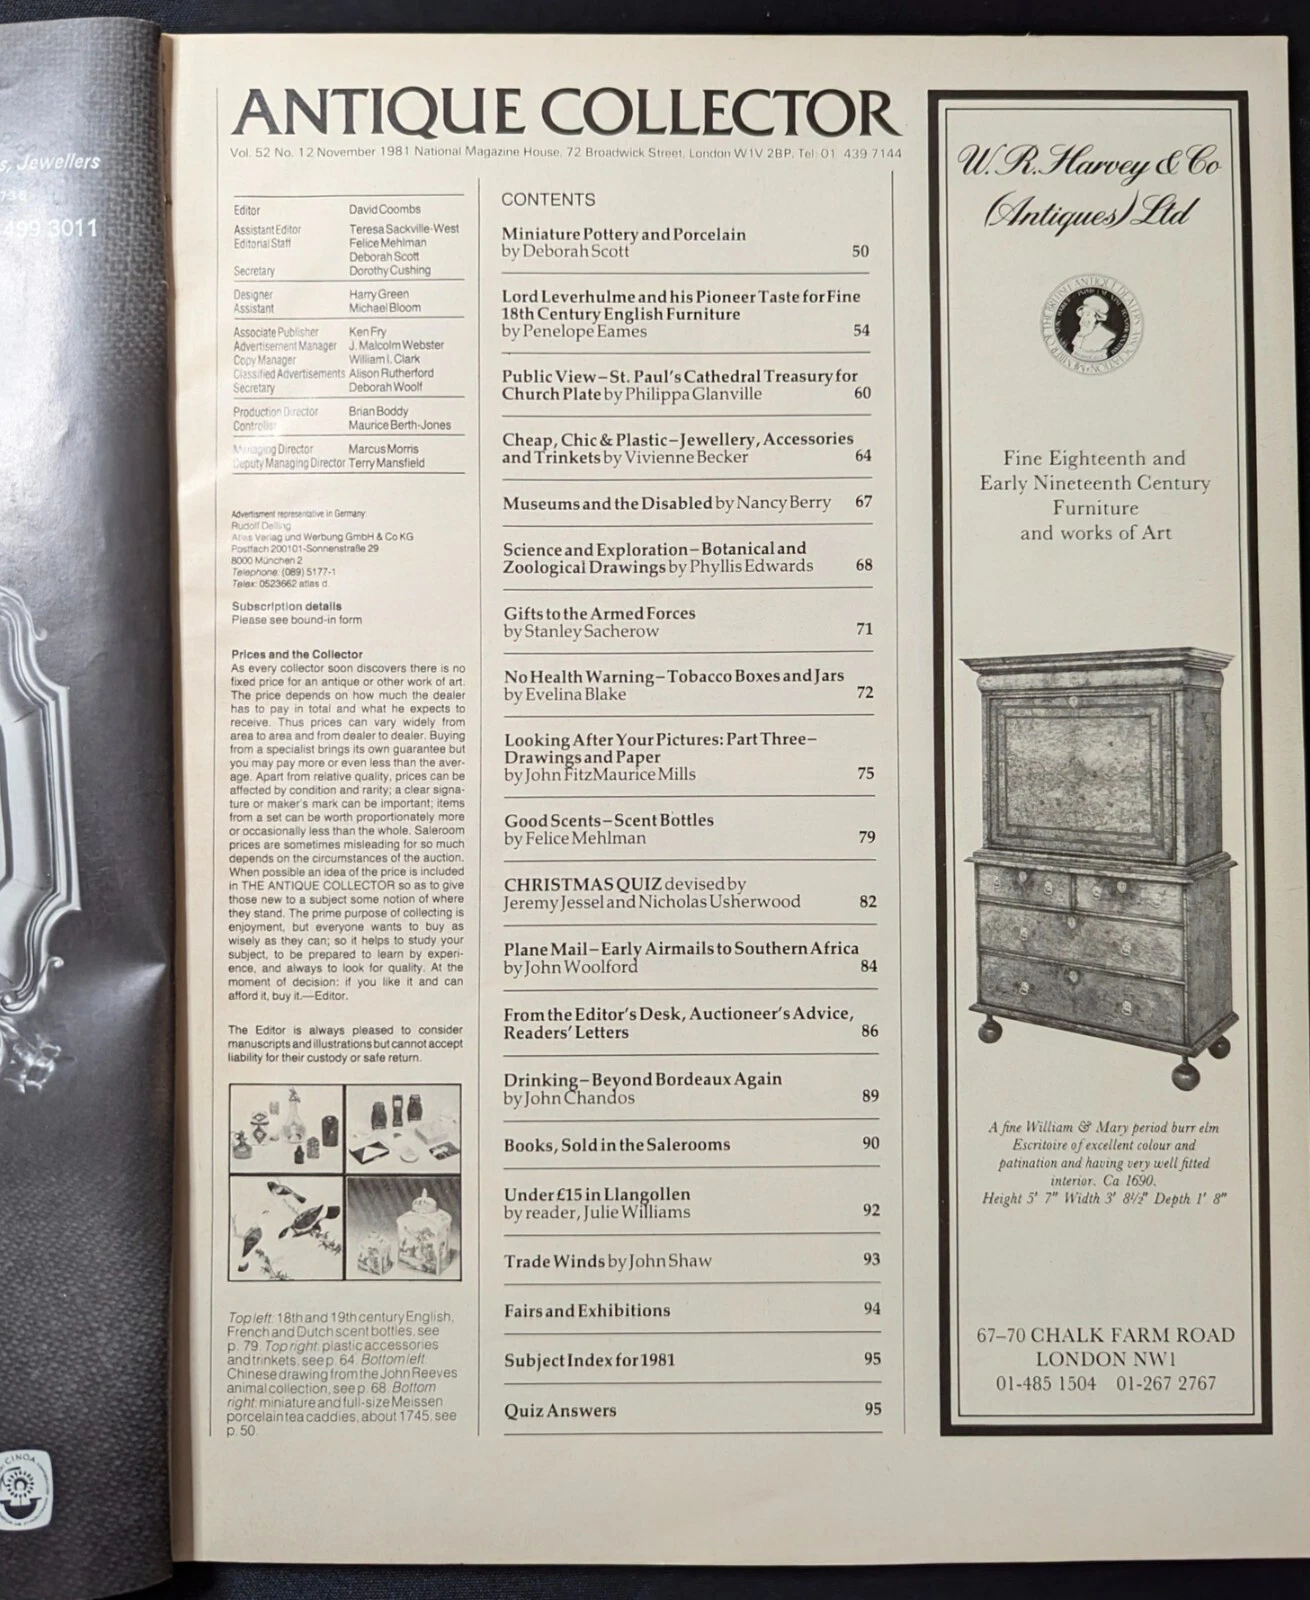 s, Jewellers
499 3011
CINOA
ANTIQUE COLLECTOR
Vol. 52 No. 12 November 1981 National Magazine House, 72 Broadwick Street, London W1V 2BP. Tel: 01 439 7144
Editor David Coombs
Assistant Editor Teresa Sackville-West
Editorial Staff Felice Mehlman
Deborah Scott
Secretary Dorothy Cushing
Designer Harry Green
Assistant Michael Bloom
Associate Publisher Ken Fry
Advertisement Manager J. Malcolm Webster
Copy Manager William I. Clark
Classified Advertisements Alison Rutherford
Secretary Deborah Woolf
Production Director Brian Boddy
Controller Maurice Berth-Jones
Managing Director Marcus Morris
Deputy Managing Director Terry Mansfield
Advertisment representative in Germany:
Rudolf Delling
Atlas Verlag und Werbung GmbH & Co KG
Postfach 200101-Sonnenstraße 29
8000 München 2
Telephone: (089) 5177-1
Telex: 0523662 atlas d.
Subscription details
Please see bound-in form
Prices and the Collector
As every collector soon discovers there is no
fixed price for an antique or other work of art.
The price depends on how much the dealer
has to pay in total and what he expects to
receive. Thus prices can vary widely from
area to area and from dealer to dealer. Buying
from a specialist brings its own guarantee but
you may pay more or even less than the aver-
age. Apart from relative quality, prices can be
affected by condition and rarity; a clear signa-
ture or maker's mark can be important; items
from a set can be worth proportionately more
or occasionally less than the whole. Saleroom
prices are sometimes misleading for so much
depends on the circumstances of the auction.
When possible an idea of the price is included
in THE ANTIQUE COLLECTOR so as to give
those new to a subject some notion of where
they stand. The prime purpose of collecting is
enjoyment, but everyone wants to buy as
wisely as they can; so it helps to study your
subject, to be prepared to learn by experi-
ence, and always to look for quality. At the
moment of decision: if you like it and can
afford it, buy it.—Editor.
The Editor is always pleased to consider
manuscripts and illustrations but cannot accept
liability for their custody or safe return.
Top left: 18th and 19th century English,
French and Dutch scent bottles, see
p. 79. Top right: plastic accessories
and trinkets, see p. 64. Bottom left:
Chinese drawing from the John Reeves
animal collection, see p. 68. Bottom
right: miniature and full-size Meissen
porcelain tea caddies, about 1745, see
p. 50.
CONTENTS
Miniature Pottery and Porcelain
by Deborah Scott 50
Lord Leverhulme and his Pioneer Taste for Fine
18th Century English Furniture
by Penelope Eames 54
Public View–St. Paul's Cathedral Treasury for
Church Plate by Philippa Glanville 60
Cheap, Chic & Plastic–Jewellery, Accessories
and Trinkets by Vivienne Becker 64
Museums and the Disabled by Nancy Berry 67
Science and Exploration–Botanical and
Zoological Drawings by Phyllis Edwards 68
Gifts to the Armed Forces
by Stanley Sacherow 71
No Health Warning–Tobacco Boxes and Jars
by Evelina Blake 72
Looking After Your Pictures: Part Three–
Drawings and Paper
by John FitzMaurice Mills 75
Good Scents–Scent Bottles
by Felice Mehlman 79
CHRISTMAS QUIZ devised by
Jeremy Jessel and Nicholas Usherwood 82
Plane Mail–Early Airmails to Southern Africa
by John Woolford 84
From the Editor's Desk, Auctioneer's Advice,
Readers' Letters 86
Drinking–Beyond Bordeaux Again
by John Chandos 89
Books, Sold in the Salerooms 90
Under £15 in Llangollen
by reader, Julie Williams 92
Trade Winds by John Shaw 93
Fairs and Exhibitions 94
Subject Index for 1981 95
Quiz Answers 95
W. R. Harvey & Co
(Antiques) Ltd
Fine Eighteenth and
Early Nineteenth Century
Furniture
and works of Art
A fine William & Mary period burr elm
Escritoire of excellent colour and
patination and having very well fitted
interior. Ca 1690.
Height 5' 7" Width 3' 8½" Depth 1' 8"
67–70 CHALK FARM ROAD
LONDON NW1
01-485 1504 01-267 2767